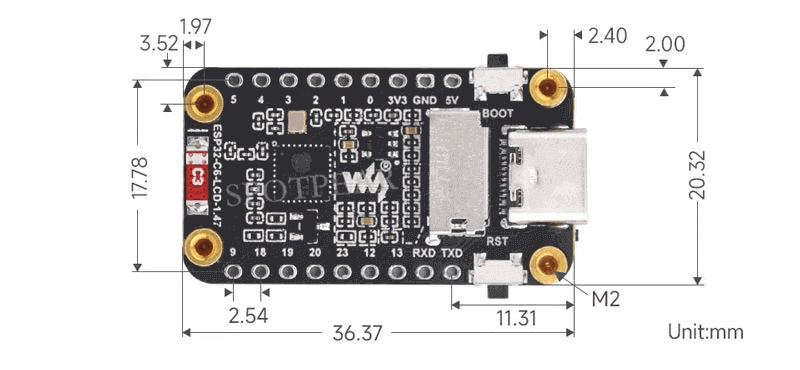 1.97
3.52
2.40
2.00
5 4 3 2 1 0 3V3 GND 5V
BOOT
ESP32-C6-LCD-1.47
C3
SPOTPEAR
®
17.78
20.32
RST
9 18 19 20 23 12 13 RXD TXD
M2
2.54
11.31
36.37
Unit:mm